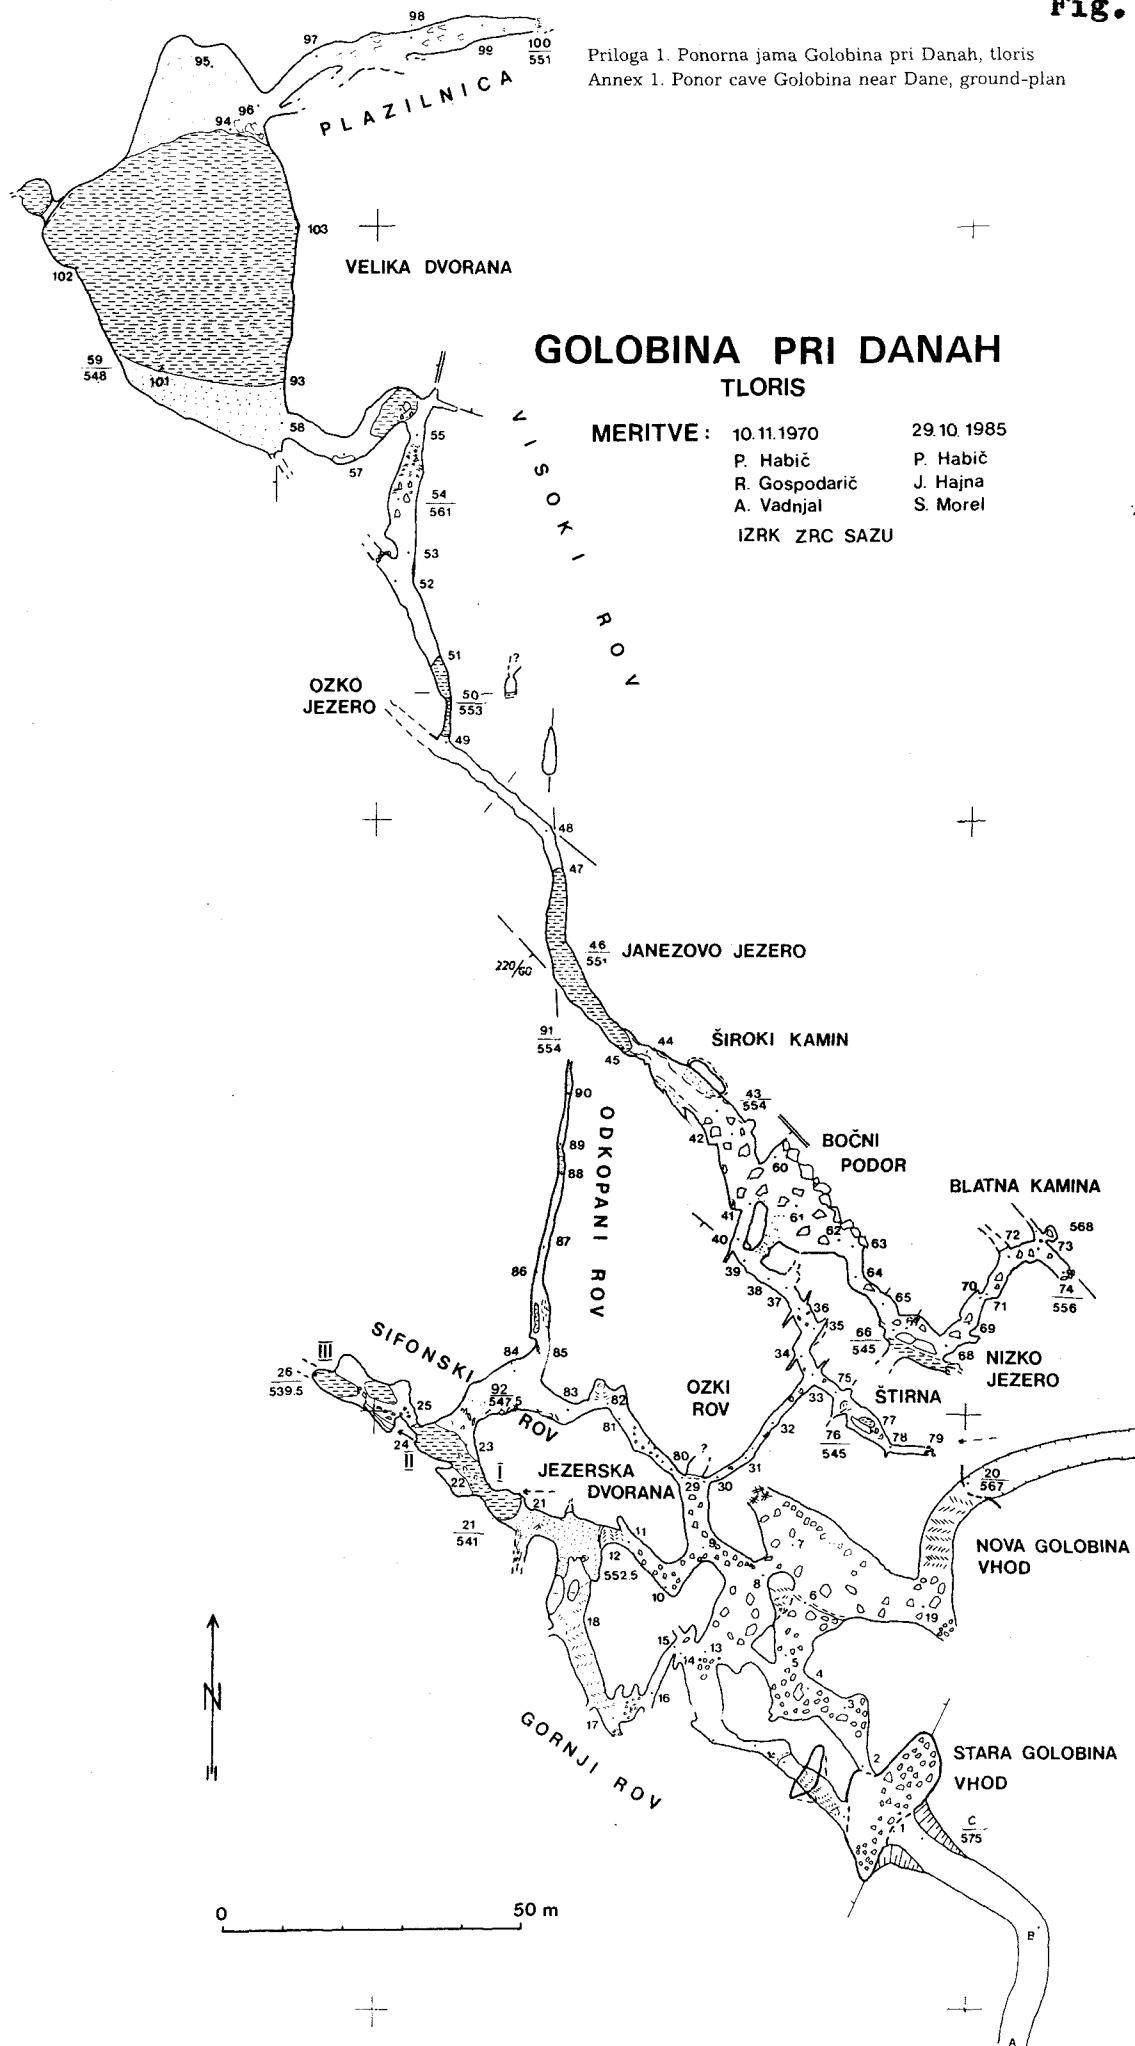 Fig.
Priloga 1. Ponorna jama Golobina pri Danah, tloris
Annex 1. Ponor cave Golobina near Dane, ground-plan
98
97
99
100
551
95
PLAZILNICA
96
94
103
VELIKA DVORANA
102
59
548
101
93
58
57
GOLOBINA PRI DANAH
TLORIS
MERITVE: 10.11.1970 29.10.1985
P. Habič P. Habič
R. Gospodarič J. Hajna
A. Vadnjal S. Morel
IZRK ZRC SAZU
VISOKI ROV
55
54
561
53
52
51
?
OZKO
JEZERO
50
553
49
48
47
46
551
JANEZOVO JEZERO
220/60
91
554
45
44
ŠIROKI KAMIN
43
554
42
90
ODKOPANI ROV
89
88
87
86
BOČNI
PODOR
60
61
62
63
41
40
39
38
37
36
35
34
64
65
66
545
BLATNA KAMINA
72
568
73
74
556
70
71
69
68
NIZKO
JEZERO
SIFONSKI
ROV
III
26
539.5
25
84
85
92
547.5
83
82
81
OZKI
ROV
33
75
ŠTIRNA
77
76
545
78
79
32
24
II
23
I
22
21
JEZERSKA
DVORANA
80
?
29
30
31
20
567
21
541
11
12
552.5
10
9
8
7
6
NOVA GOLOBINA
VHOD
19
18
15
14
13
5
4
3
16
17
GORNJI ROV
N
2
STARA GOLOBINA
VHOD
1
C
575
0
50 m
B
A